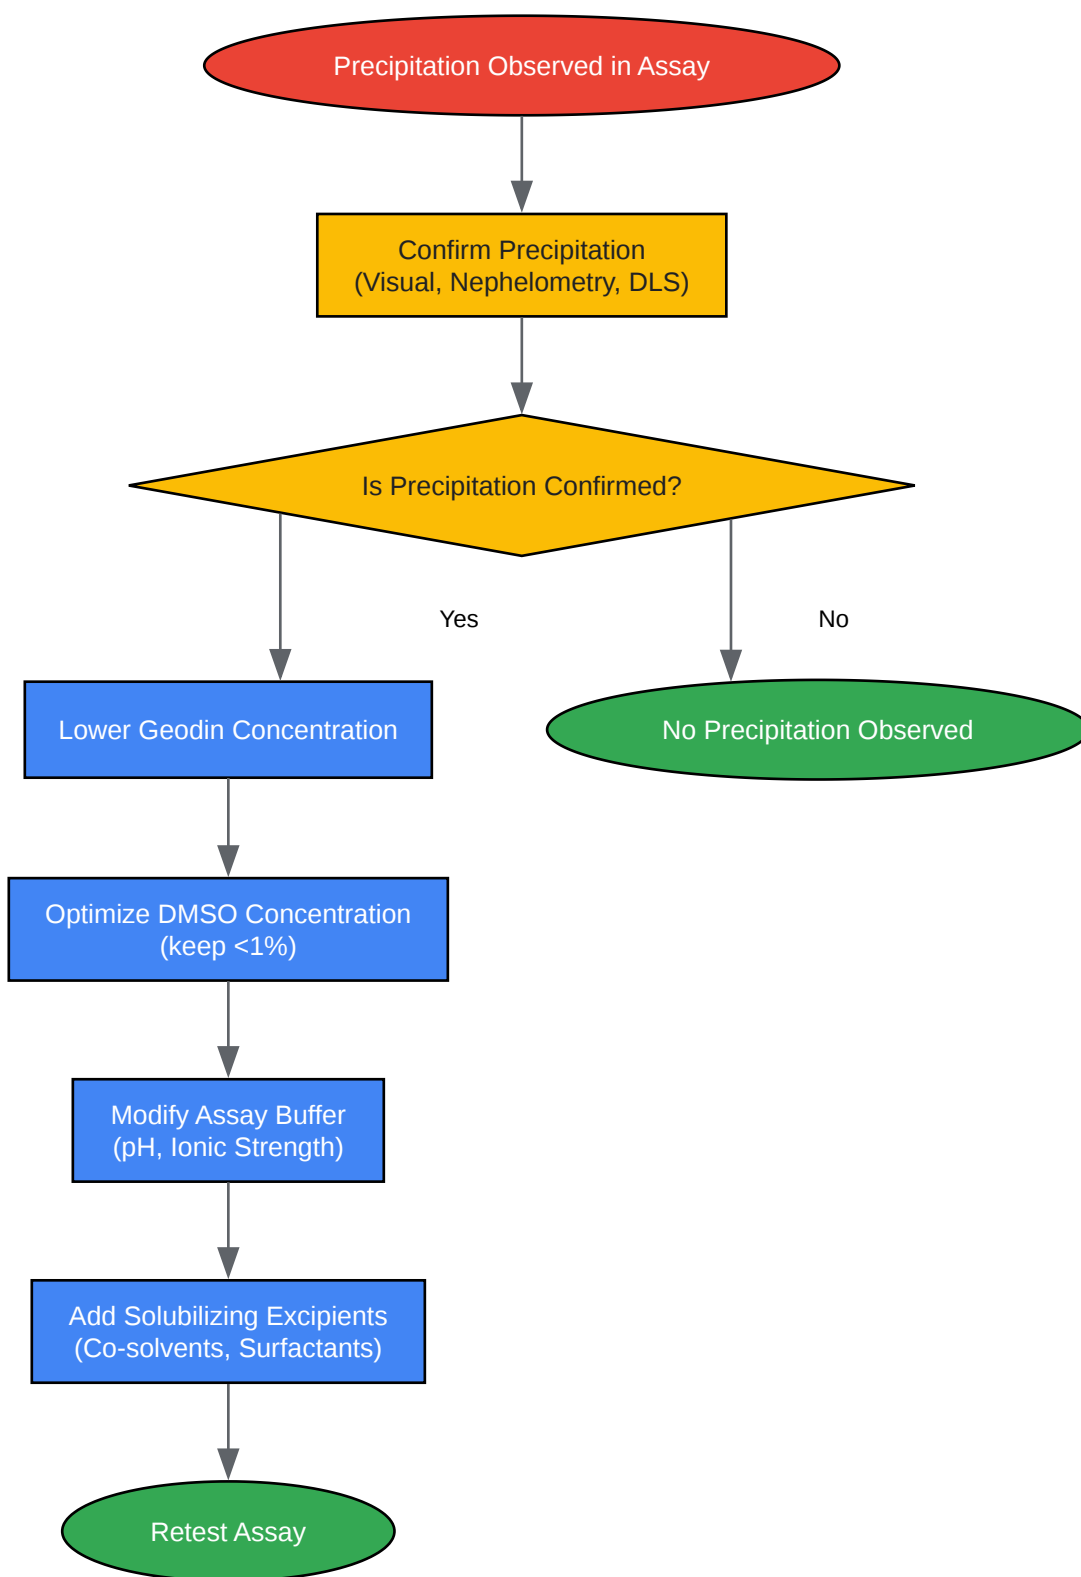 Precipitation Observed in Assay
Confirm Precipitation
(Visual, Nephelometry, DLS)
Is Precipitation Confirmed?
Yes
No
Lower Geodin Concentration
No Precipitation Observed
Optimize DMSO Concentration
(keep <1%)
Modify Assay Buffer
(pH, Ionic Strength)
Add Solubilizing Excipients
(Co-solvents, Surfactants)
Retest Assay